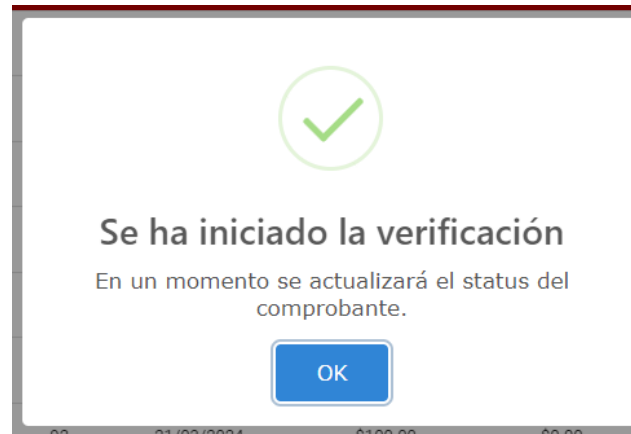 Se ha iniciado la verificación
En un momento se actualizará el status del
comprobante.
OK